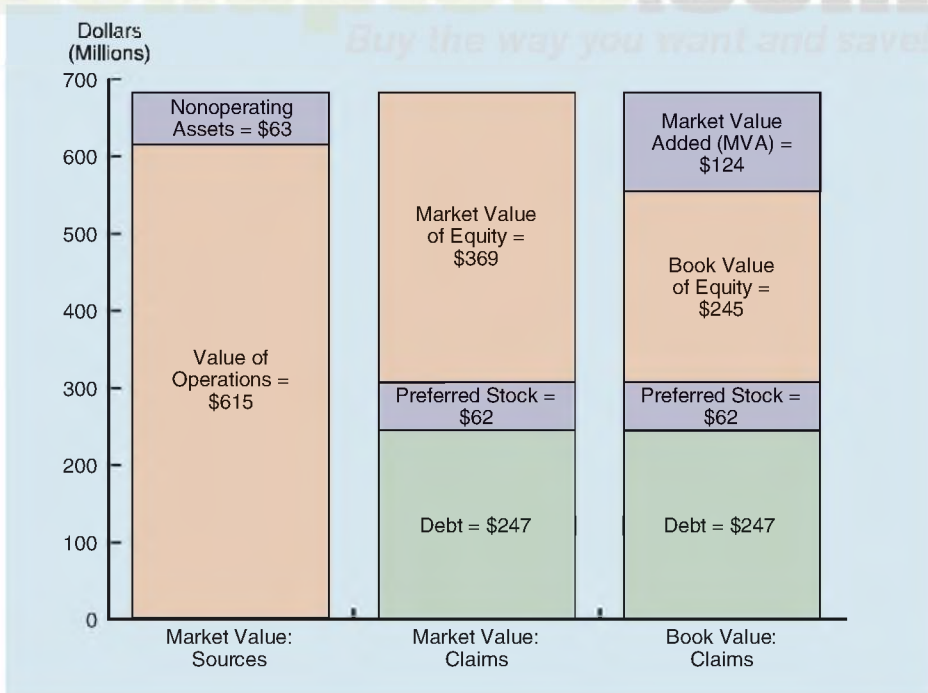 Buy the way you want and save!
Dollars
(Millions)
700
600
500
400
300
200
100
0
Nonoperating
Assets = $63
Value of
Operations =
$615
Market Value
of Equity =
$369
Preferred Stock =
$62
Debt = $247
Market Value
Added (MVA) =
$124
Book Value
of Equity =
$245
Preferred Stock =
$62
Debt = $247
Market Value:
Sources
Market Value:
Claims
Book Value:
Claims